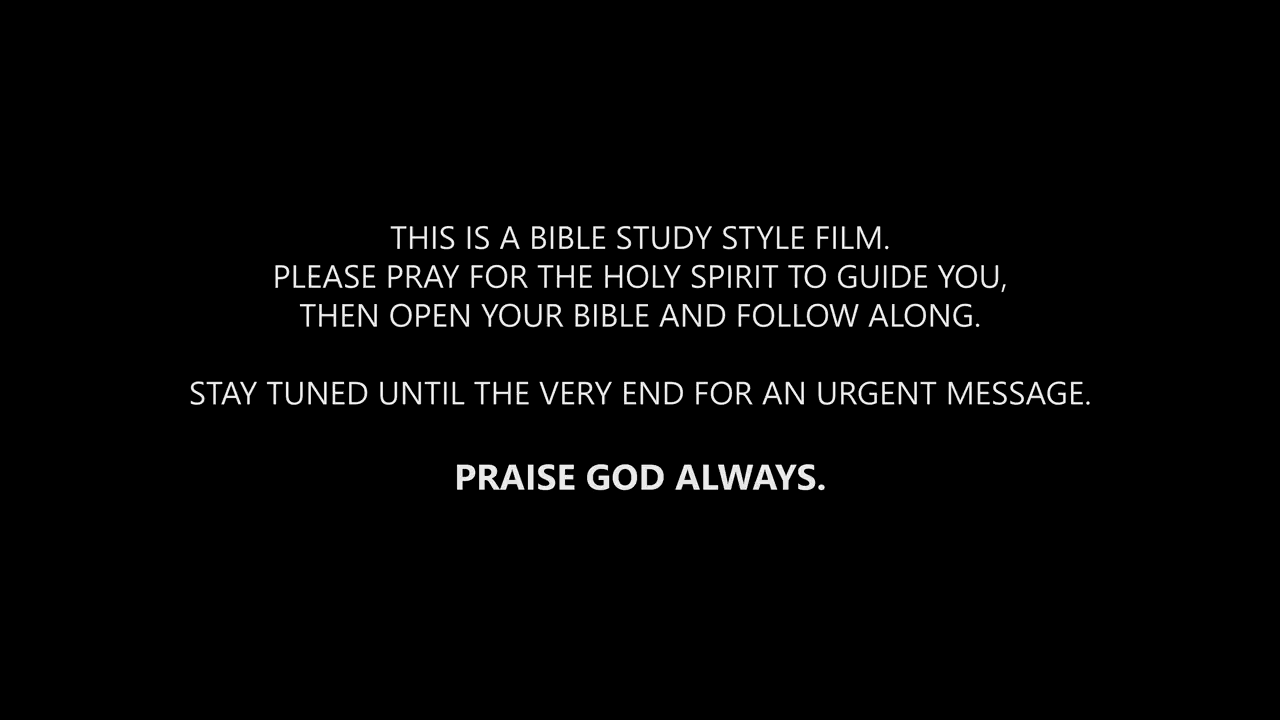 THIS IS A BIBLE STUDY STYLE FILM.
PLEASE PRAY FOR THE HOLY SPIRIT TO GUIDE YOU,
THEN OPEN YOUR BIBLE AND FOLLOW ALONG.
STAY TUNED UNTIL THE VERY END FOR AN URGENT MESSAGE.
PRAISE GOD ALWAYS.